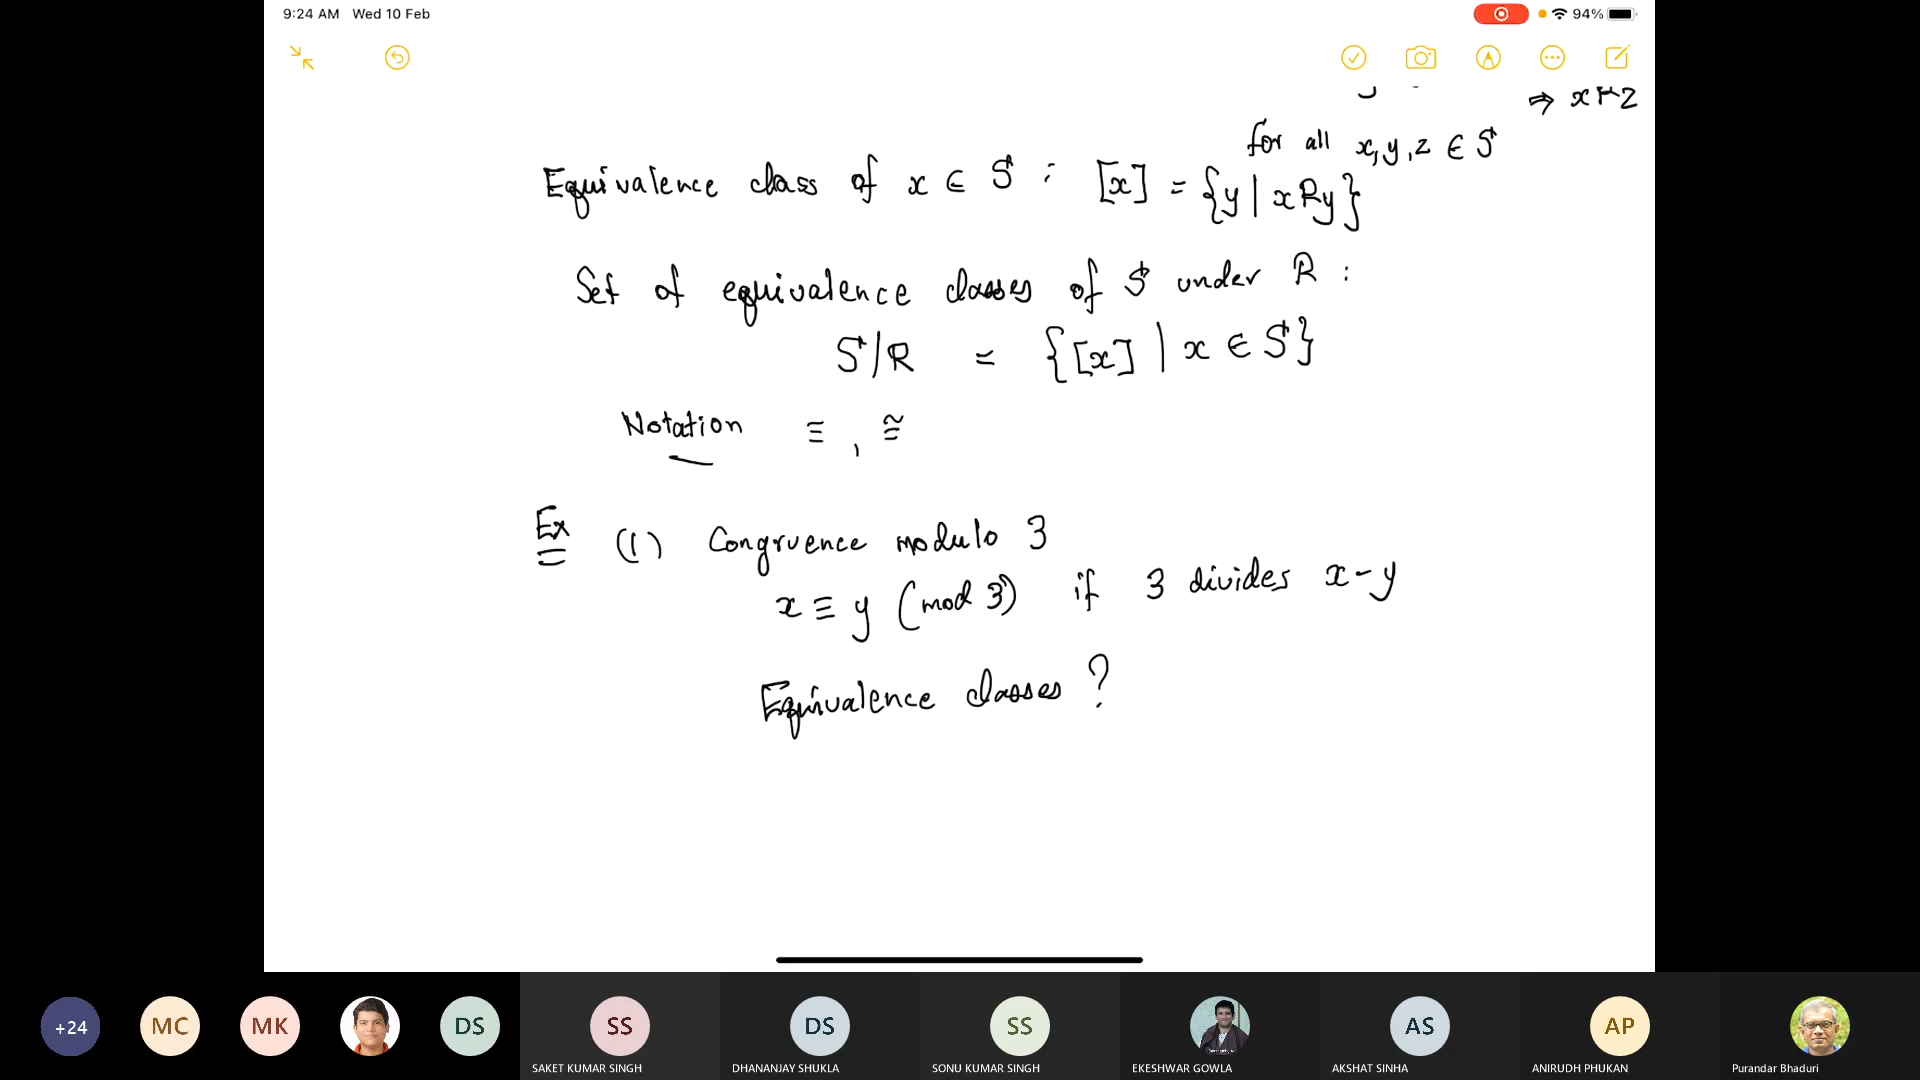 9:24 AM Wed 10 Feb
94%
⇒ xRz
for all x,y,z ∈ S
Equivalence class of x ∈ S : [x] = {y | xRy}
Set of equivalence classes of S under R :
S/R = {[x] | x ∈ S}
Notation ≡ , ≅
Ex (1) Congruence modulo 3
x ≡ y (mod 3) if 3 divides x-y
Equivalence classes ?
+24 MC MK DS SS DS SS AS AP
SAKET KUMAR SINGH DHANANJAY SHUKLA SONU KUMAR SINGH EKESHWAR GOWLA AKSHAT SINHA ANIRUDH PHUKAN Purandar Bhaduri